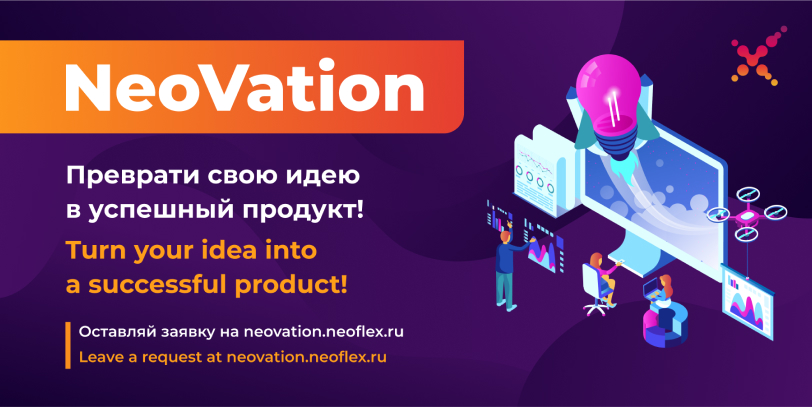 NeoVation
Преврати свою идею
в успешный продукт!
Turn your idea into
a successful product!
Оставляй заявку на neovation.neoflex.ru
Leave a request at neovation.neoflex.ru